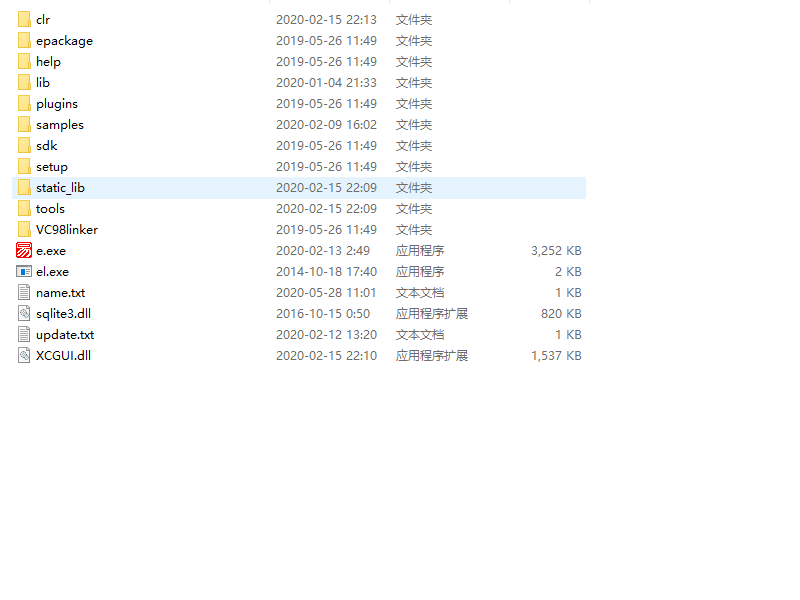 clr 2020-02-15 22:13 文件夹
epackage 2019-05-26 11:49 文件夹
help 2019-05-26 11:49 文件夹
lib 2020-01-04 21:33 文件夹
plugins 2019-05-26 11:49 文件夹
samples 2020-02-09 16:02 文件夹
sdk 2019-05-26 11:49 文件夹
setup 2019-05-26 11:49 文件夹
static_lib 2020-02-15 22:09 文件夹
tools 2020-02-15 22:09 文件夹
VC98linker 2019-05-26 11:49 文件夹
e.exe 2020-02-13 2:49 应用程序 3,252 KB
el.exe 2014-10-18 17:40 应用程序 2 KB
name.txt 2020-05-28 11:01 文本文档 1 KB
sqlite3.dll 2016-10-15 0:50 应用程序扩展 820 KB
update.txt 2020-02-12 13:20 文本文档 1 KB
XCGUI.dll 2020-02-15 22:10 应用程序扩展 1,537 KB